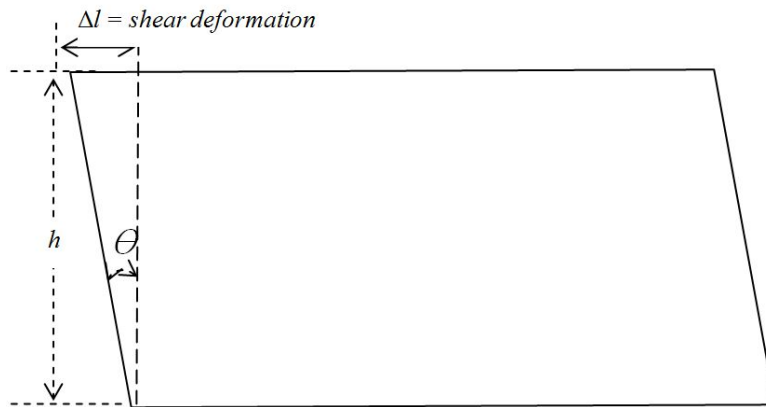 Δl = shear deformation
h
Θ